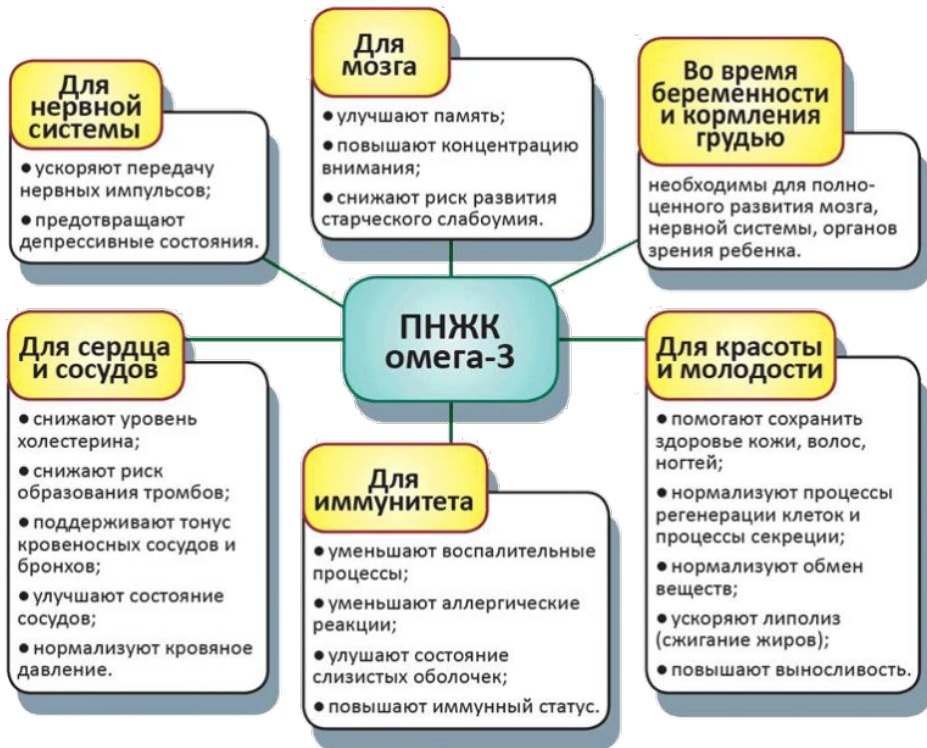 Для
нервной
системы
● ускоряют передачу
нервных импульсов;
● предотвращают
депрессивные состояния.
Для
мозга
● улучшают память;
● повышают концентрацию
внимания;
● снижают риск развития
старческого слабоумия.
Во время
беременности
и кормления
грудью
необходимы для полно-
ценного развития мозга,
нервной системы, органов
зрения ребенка.
ПНЖК
омега-3
Для сердца
и сосудов
● снижают уровень
холестерина;
● снижают риск
образования тромбов;
● поддерживают тонус
кровеносных сосудов и
бронхов;
● улучшают состояние
сосудов;
● нормализуют кровяное
давление.
Для
иммунитета
● уменьшают воспалительные
процессы;
● уменьшают аллергические
реакции;
● улушают состояние
слизистых оболочек;
● повышают иммунный статус.
Для красоты
и молодости
● помогают сохранить
здоровье кожи, волос,
ногтей;
● нормализуют процессы
регенерации клеток и
процессы секреции;
● нормализуют обмен
веществ;
● ускоряют липолиз
(сжигание жиров);
● повышают выносливость.